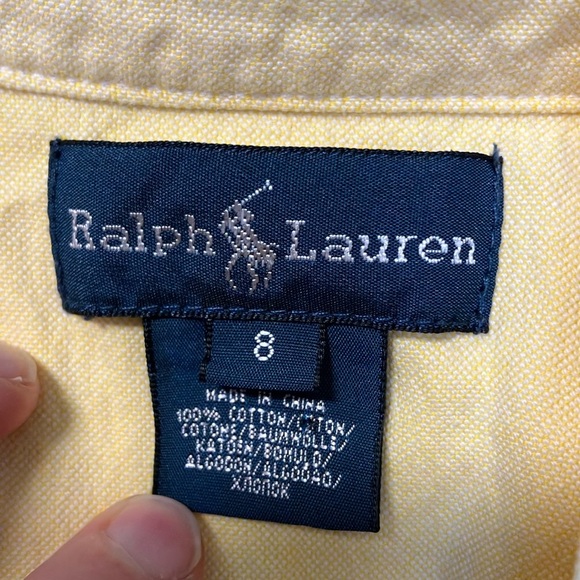 Ralph Lauren
8
MADE IN CHINA
100% COTTON/COTON/
COTONE/BAUMWOLLE/
KATOEN/BOMULD/
ALGODON/ALGODAO/
ХЛОПОК